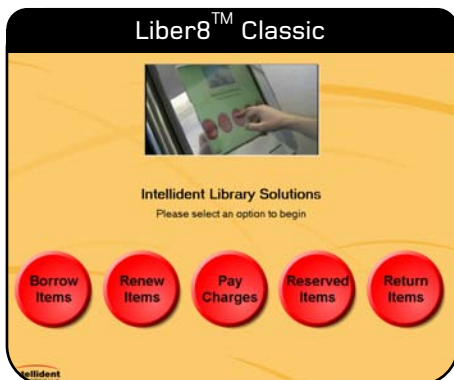 Liber8™ Classic
Intellident Library Solutions
Please select an option to begin
Borrow
Items
Renew
Items
Pay
Charges
Reserved
Items
Return
Items
tellident